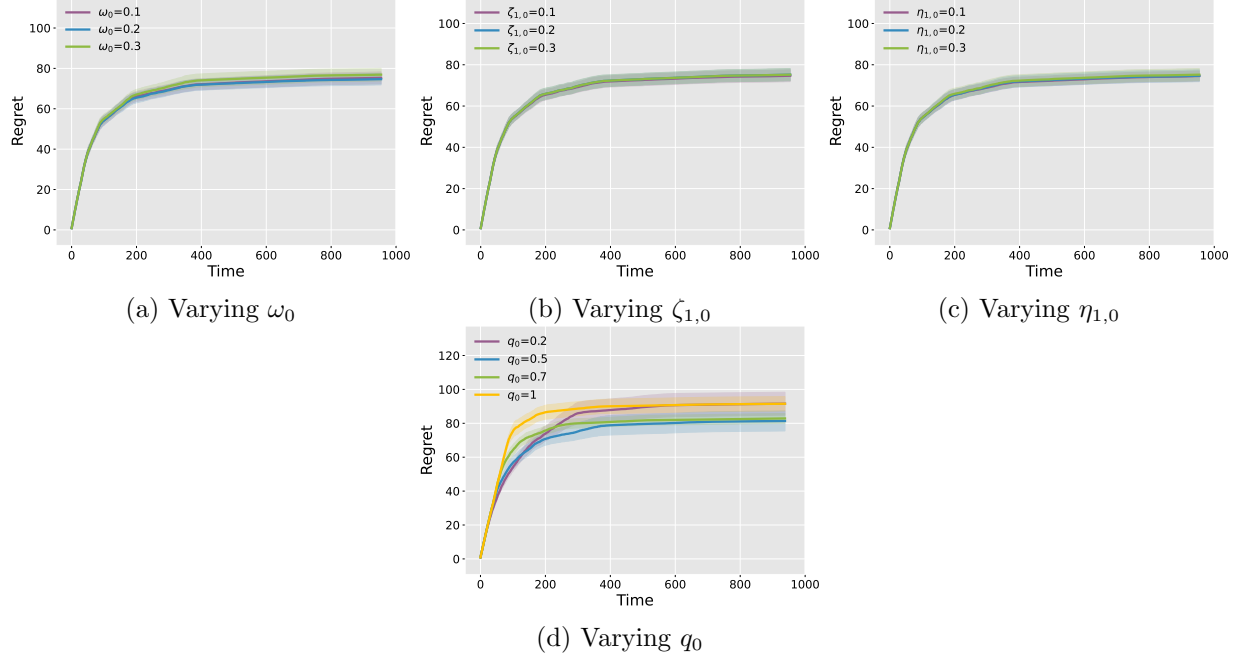 ω0=0.1
ω0=0.2
ω0=0.3
100
80
60
40
20
0
Regret
0 200 400 600 800 1000
Time
(a) Varying ω0
ζ1,0=0.1
ζ1,0=0.2
ζ1,0=0.3
100
80
60
40
20
0
Regret
0 200 400 600 800 1000
Time
(b) Varying ζ1,0
η1,0=0.1
η1,0=0.2
η1,0=0.3
100
80
60
40
20
0
Regret
0 200 400 600 800 1000
Time
(c) Varying η1,0
q0=0.2
q0=0.5
q0=0.7
q0=1
120
100
80
60
40
20
0
Regret
0 200 400 600 800 1000
Time
(d) Varying q0